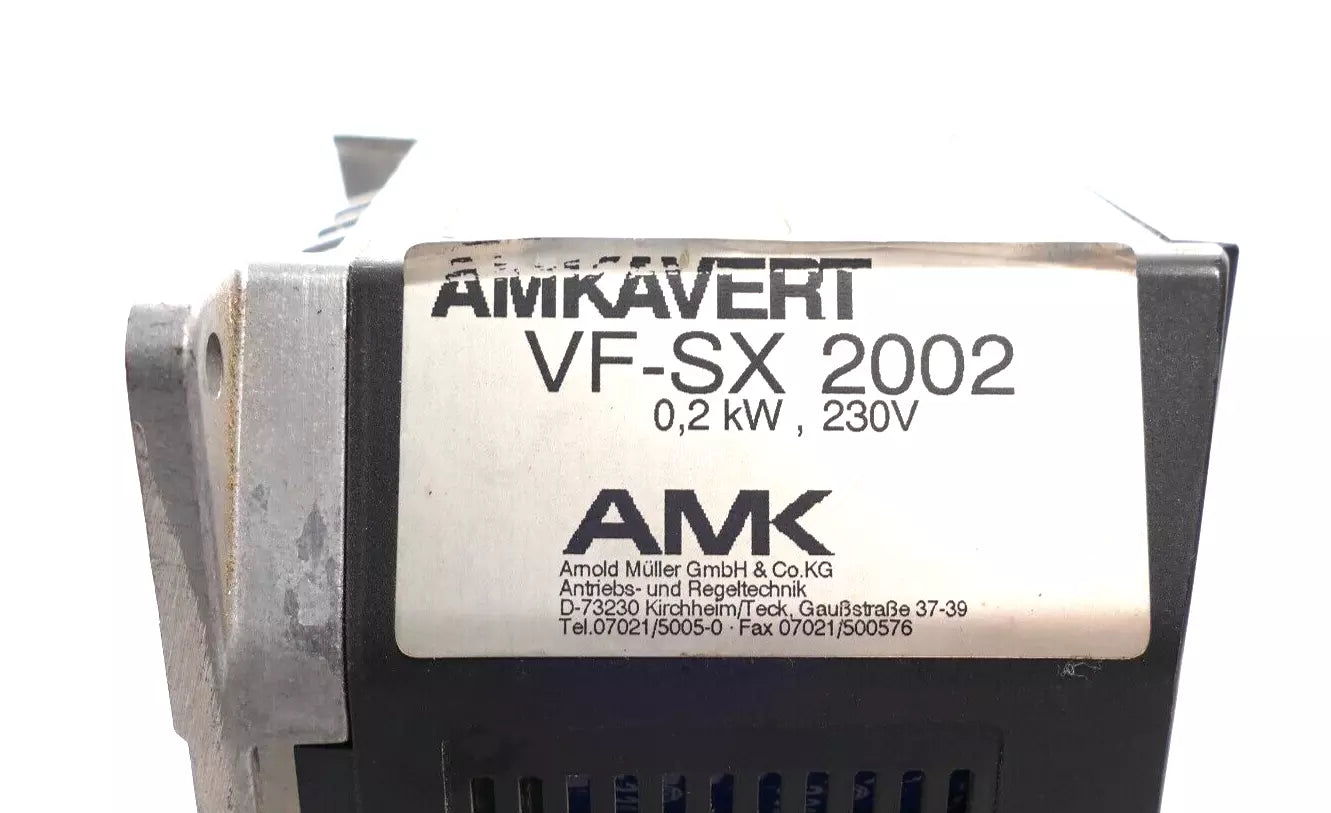 AMKAVERT
VF-SX 2002
0,2 kW , 230V
AMK
Arnold Müller GmbH & Co.KG
Antriebs- und Regeltechnik
D-73230 Kirchheim/Teck, Gaußstraße 37-39
Tel.07021/5005-0 · Fax 07021/500576